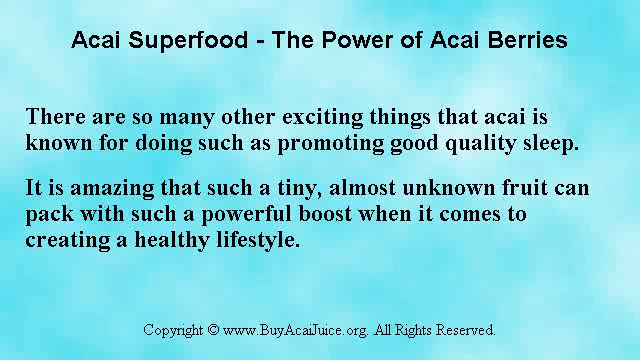 Acai Superfood - The Power of Acai Berries
There are so many other exciting things that acai is
known for doing such as promoting good quality sleep.
It is amazing that such a tiny, almost unknown fruit can
pack with such a powerful boost when it comes to
creating a healthy lifestyle.
Copyright © www.BuyAcaiJuice.org. All Rights Reserved.